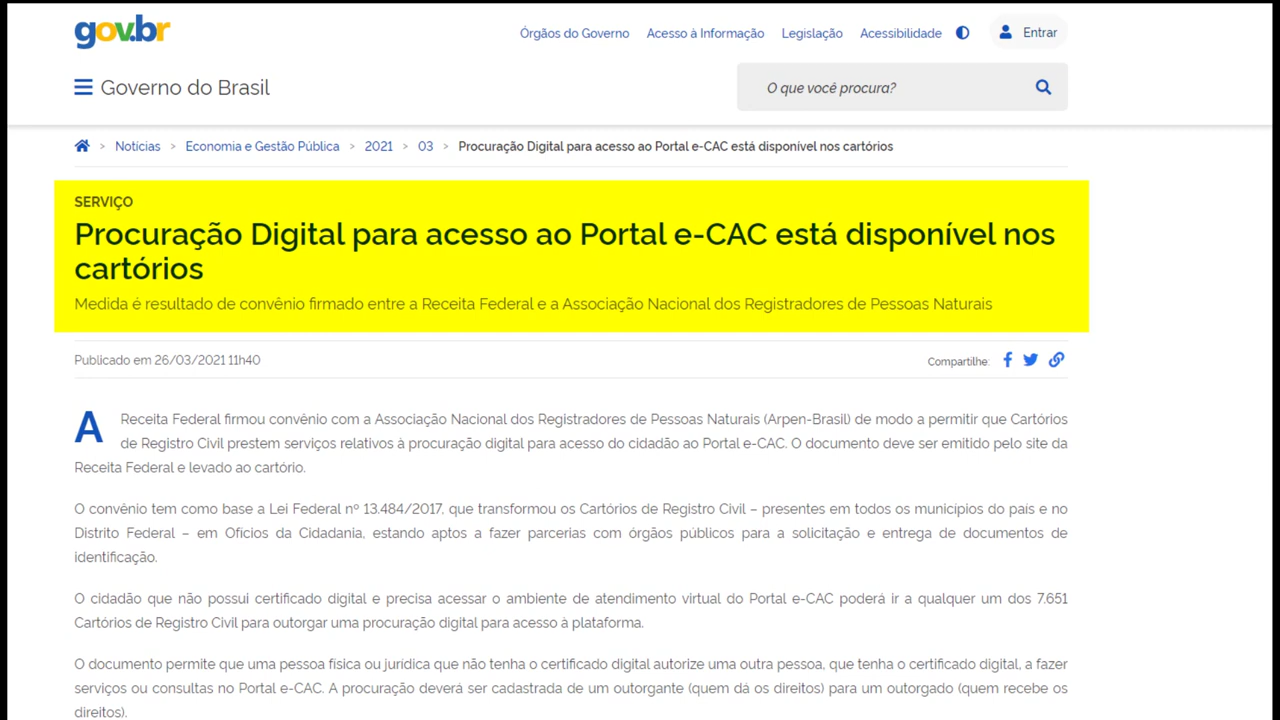 gov.br
Órgãos do Governo Acesso à Informação Legislação Acessibilidade Entrar
Governo do Brasil
O que você procura?
> Notícias > Economia e Gestão Pública > 2021 > 03 > Procuração Digital para acesso ao Portal e-CAC está disponível nos cartórios
SERVIÇO
Procuração Digital para acesso ao Portal e-CAC está disponível nos
cartórios
Medida é resultado de convênio firmado entre a Receita Federal e a Associação Nacional dos Registradores de Pessoas Naturais
Publicado em 26/03/2021 11h40
Compartilhe:
A Receita Federal firmou convênio com a Associação Nacional dos Registradores de Pessoas Naturais (Arpen-Brasil) de modo a permitir que Cartórios
de Registro Civil prestem serviços relativos à procuração digital para acesso do cidadão ao Portal e-CAC. O documento deve ser emitido pelo site da
Receita Federal e levado ao cartório.
O convênio tem como base a Lei Federal nº 13.484/2017, que transformou os Cartórios de Registro Civil – presentes em todos os municípios do país e no
Distrito Federal – em Ofícios da Cidadania, estando aptos a fazer parcerias com órgãos públicos para a solicitação e entrega de documentos de
identificação.
O cidadão que não possui certificado digital e precisa acessar o ambiente de atendimento virtual do Portal e-CAC poderá ir a qualquer um dos 7.651
Cartórios de Registro Civil para outorgar uma procuração digital para acesso à plataforma.
O documento permite que uma pessoa física ou jurídica que não tenha o certificado digital autorize uma outra pessoa, que tenha o certificado digital, a fazer
serviços ou consultas no Portal e-CAC. A procuração deverá ser cadastrada de um outorgante (quem dá os direitos) para um outorgado (quem recebe os
direitos).